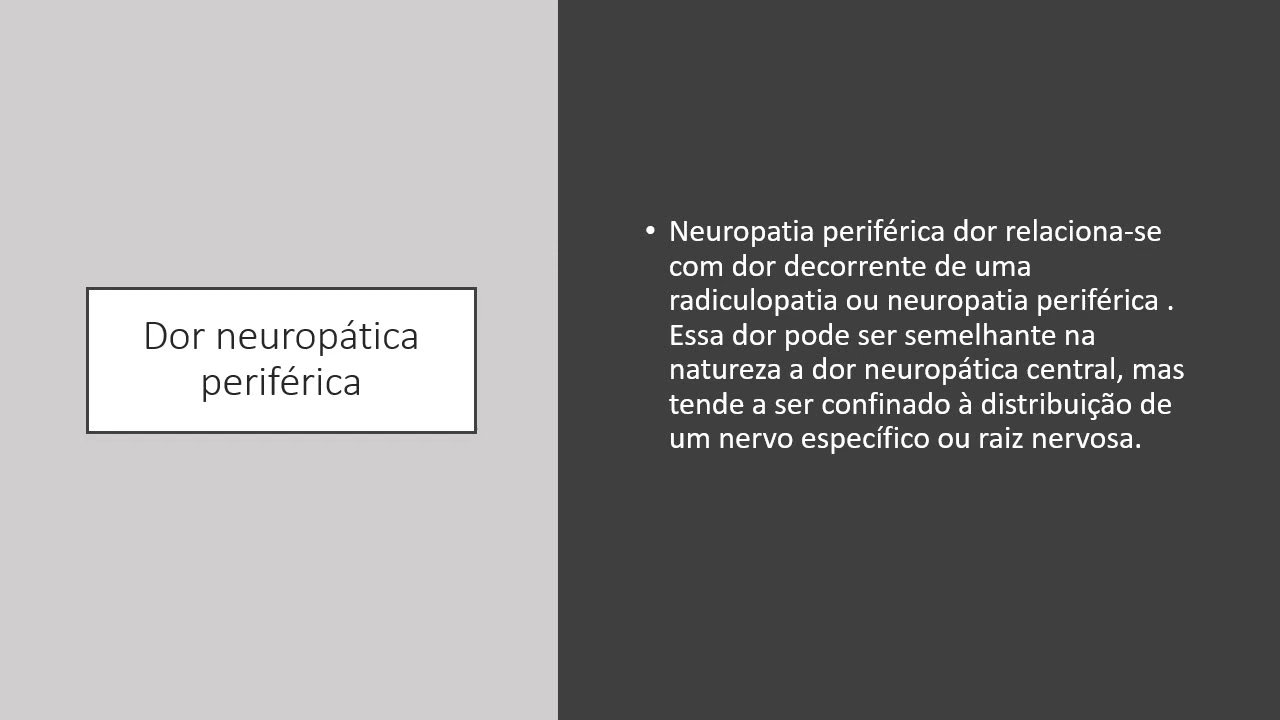 Dor neuropática
periférica
• Neuropatia periférica dor relaciona-se
com dor decorrente de uma
radiculopatia ou neuropatia periférica .
Essa dor pode ser semelhante na
natureza a dor neuropática central, mas
tende a ser confinado à distribuição de
um nervo específico ou raiz nervosa.